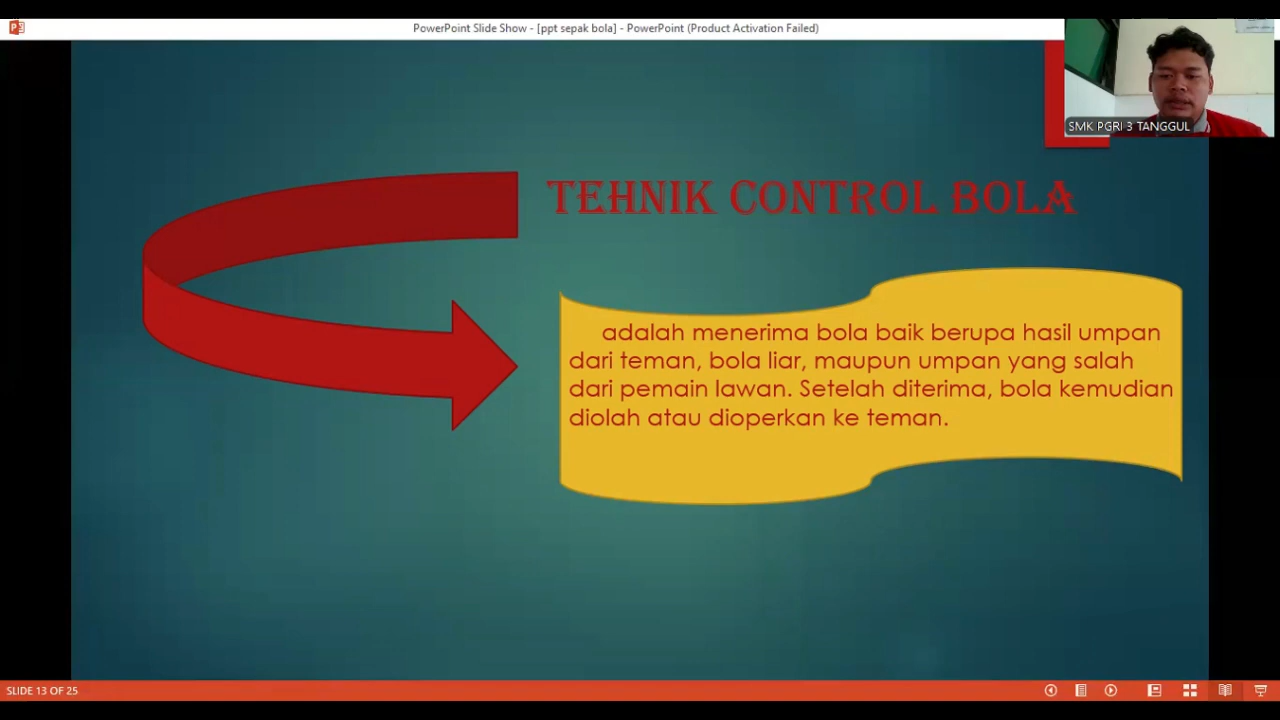 PowerPoint Slide Show - [ppt sepak bola] - PowerPoint (Product Activation Failed)
SMK PGRI 3 TANGGUL
TEHNIK CONTROL BOLA
adalah menerima bola baik berupa hasil umpan
dari teman, bola liar, maupun umpan yang salah
dari pemain lawan. Setelah diterima, bola kemudian
diolah atau dioperkan ke teman.
SLIDE 13 OF 25